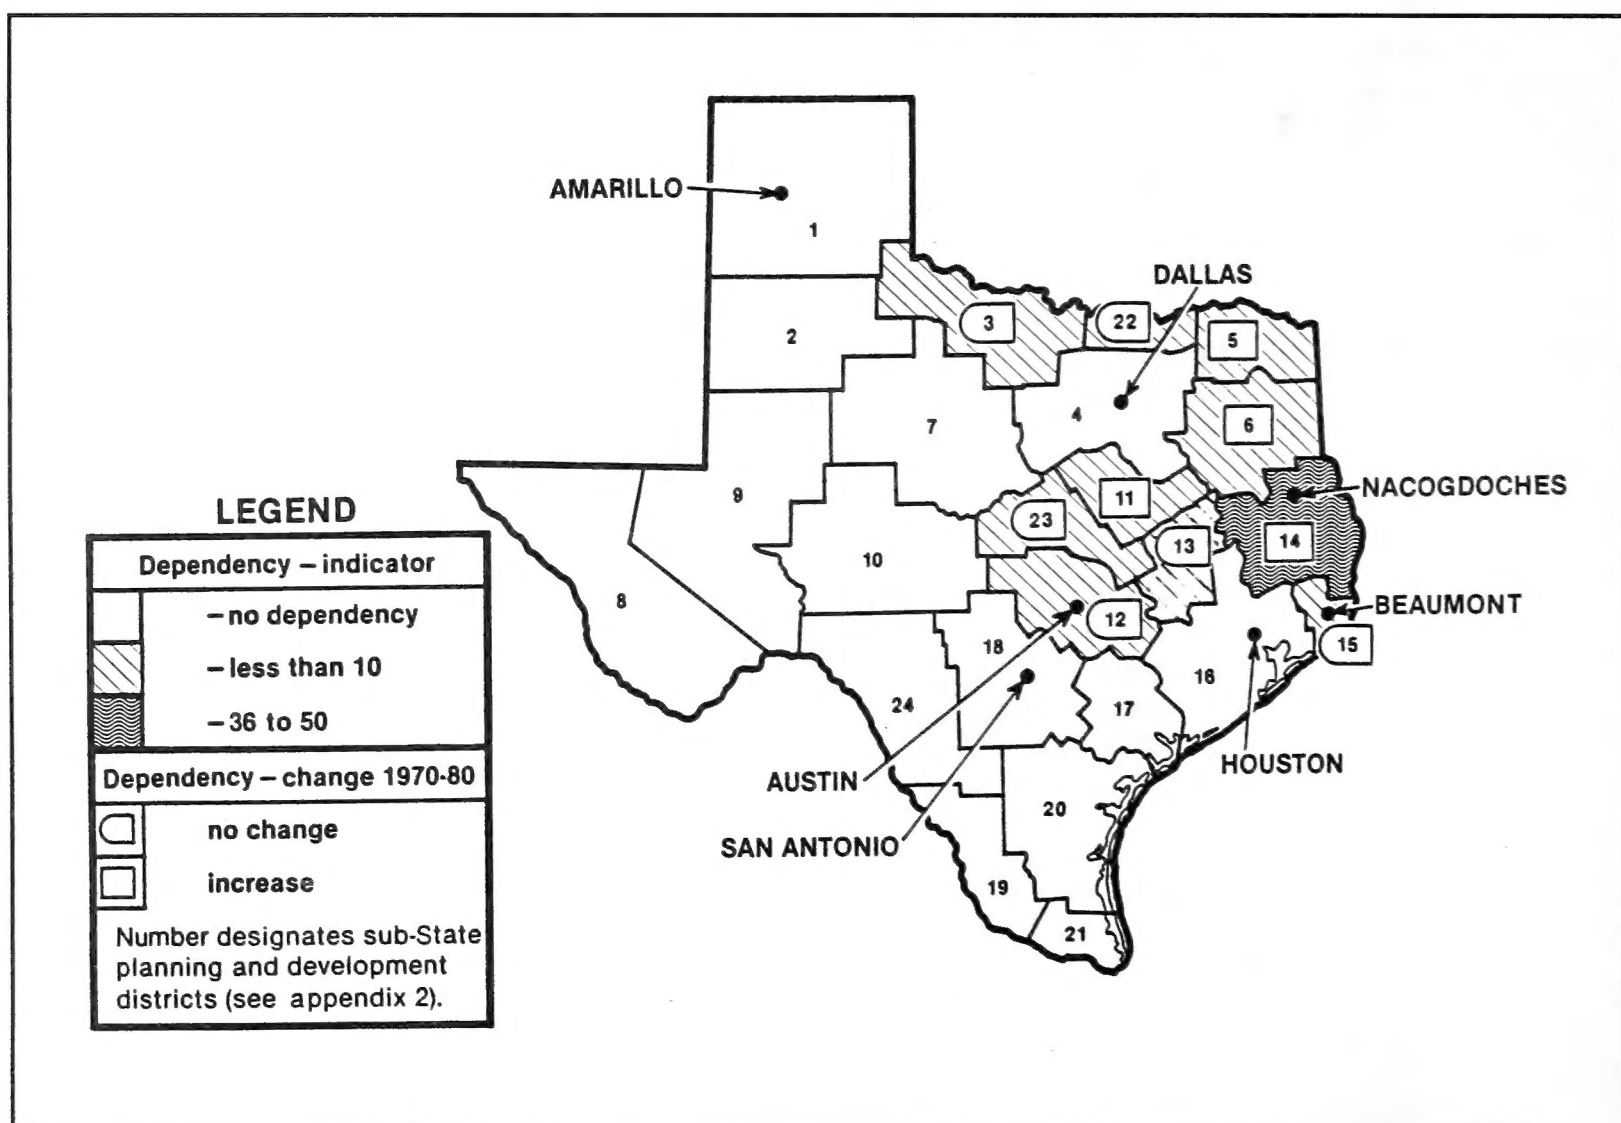 AMARILLO
1
DALLAS
3
22
5
2
4
6
7
NACOGDOCHES
9
11
23
13
14
10
8
BEAUMONT
12
15
18
16
24
17
HOUSTON
AUSTIN
20
SAN ANTONIO
19
21
LEGEND
Dependency – indicator
– no dependency
– less than 10
– 36 to 50
Dependency – change 1970-80
no change
increase
Number designates sub-State
planning and development
districts (see appendix 2).